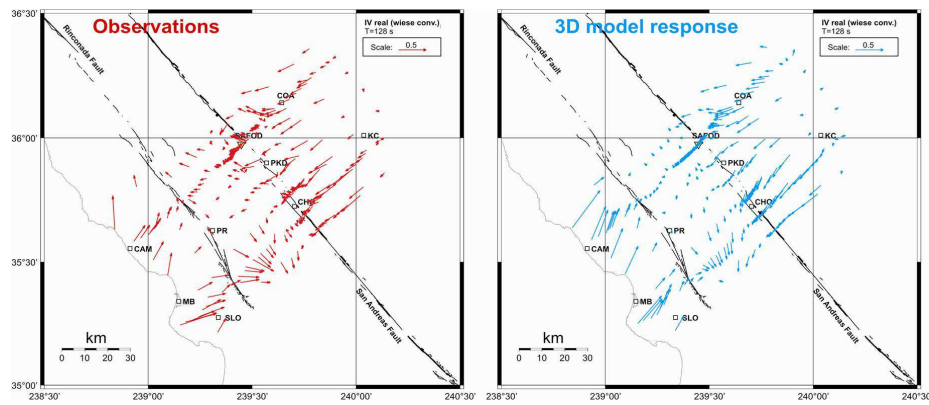 Observations
IV real (wiese conv.)
T=128 s
Scale: 0.5
36°30'
36°00'
35°30'
35°00'
Rinconada Fault
COA
SAFOD
KC
PKD
CHO
PR
CAM
MB
SLO
San Andreas Fault
km
0 10 20 30
238°30'
239°00'
239°30'
240°00'
240°30'
3D model response
IV real (wiese conv.)
T=128 s
Scale: 0.5
Rinconada Fault
COA
SAFOD
KC
PKD
CHO
PR
CAM
MB
SLO
San Andreas Fault
km
0 10 20 30
238°30'
239°00'
239°30'
240°00'
240°30'